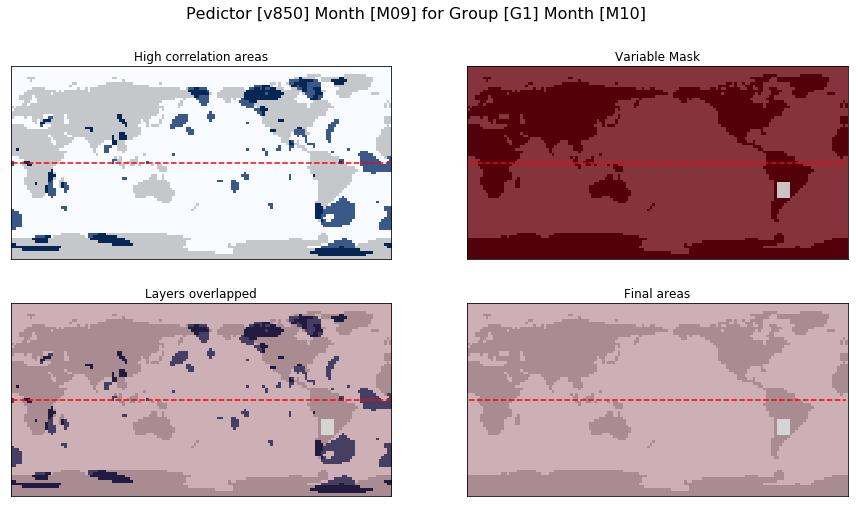 Pedictor [v850] Month [M09] for Group [G1] Month [M10]
High correlation areas
Variable Mask
Layers overlapped
Final areas